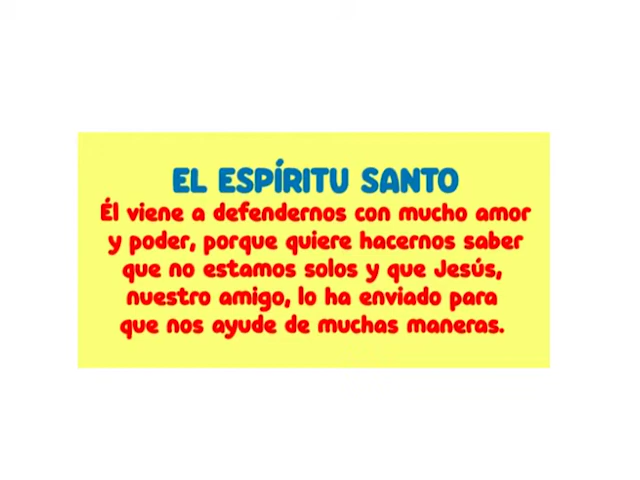 EL ESPÍRITU SANTO
Él viene a defendernos con mucho amor
y poder, porque quiere hacernos saber
que no estamos solos y que Jesús,
nuestro amigo, lo ha enviado para
que nos ayude de muchas maneras.